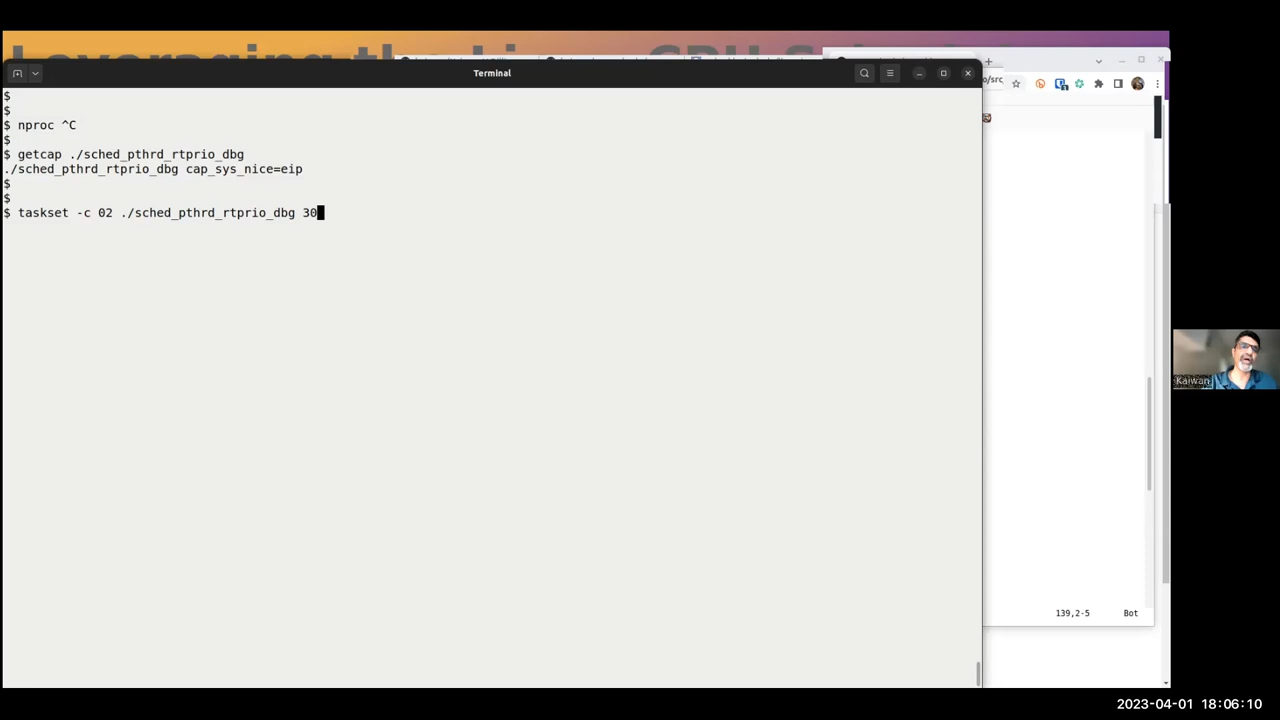 Terminal
$
$
$ nproc ^C
$
$ getcap ./sched_pthrd_rtprio_dbg
./sched_pthrd_rtprio_dbg cap_sys_nice=eip
$
$
$ taskset -c 02 ./sched_pthrd_rtprio_dbg 30
o/src
Kaiwan
139,2-5 Bot
2023-04-01 18:06:10